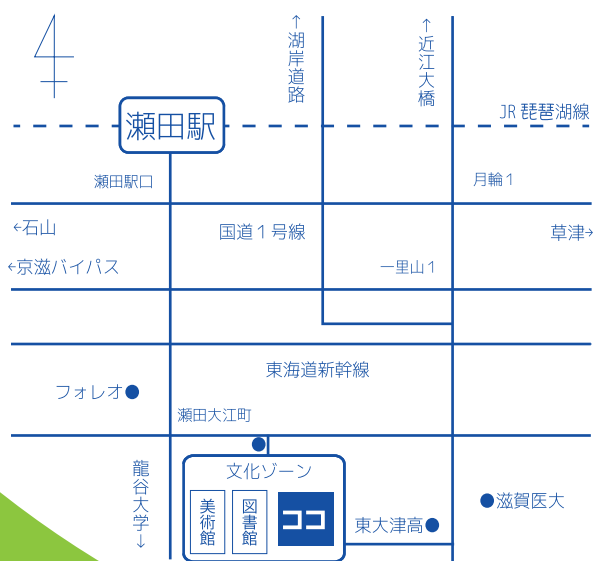 ↑湖岸道路
↑近江大橋
JR 琵琶湖線
瀬田駅
瀬田駅口
月輪1
←石山
国道1号線
草津→
←京滋バイパス
一里山1
東海道新幹線
フォレオ●
瀬田大江町
龍谷大学↓
文化ゾーン
美術館
図書館
ココ
東大津高●
●滋賀医大